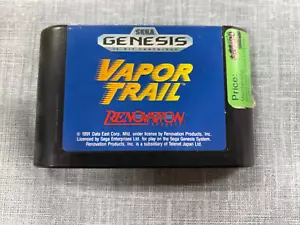 SEGA
GENESIS
16-BIT CARTRIDGE
VAPOR
TRAIL
RENOVATION
PRODUCTS
© 1991 Data East Corp. Mfd. under license by Renovation Products, Inc.
Licensed by Sega Enterprises Ltd. for play on the Sega Genesis System.
Renovation Products, Inc. is a subsidiary of Telenet Japan Ltd.
Price: